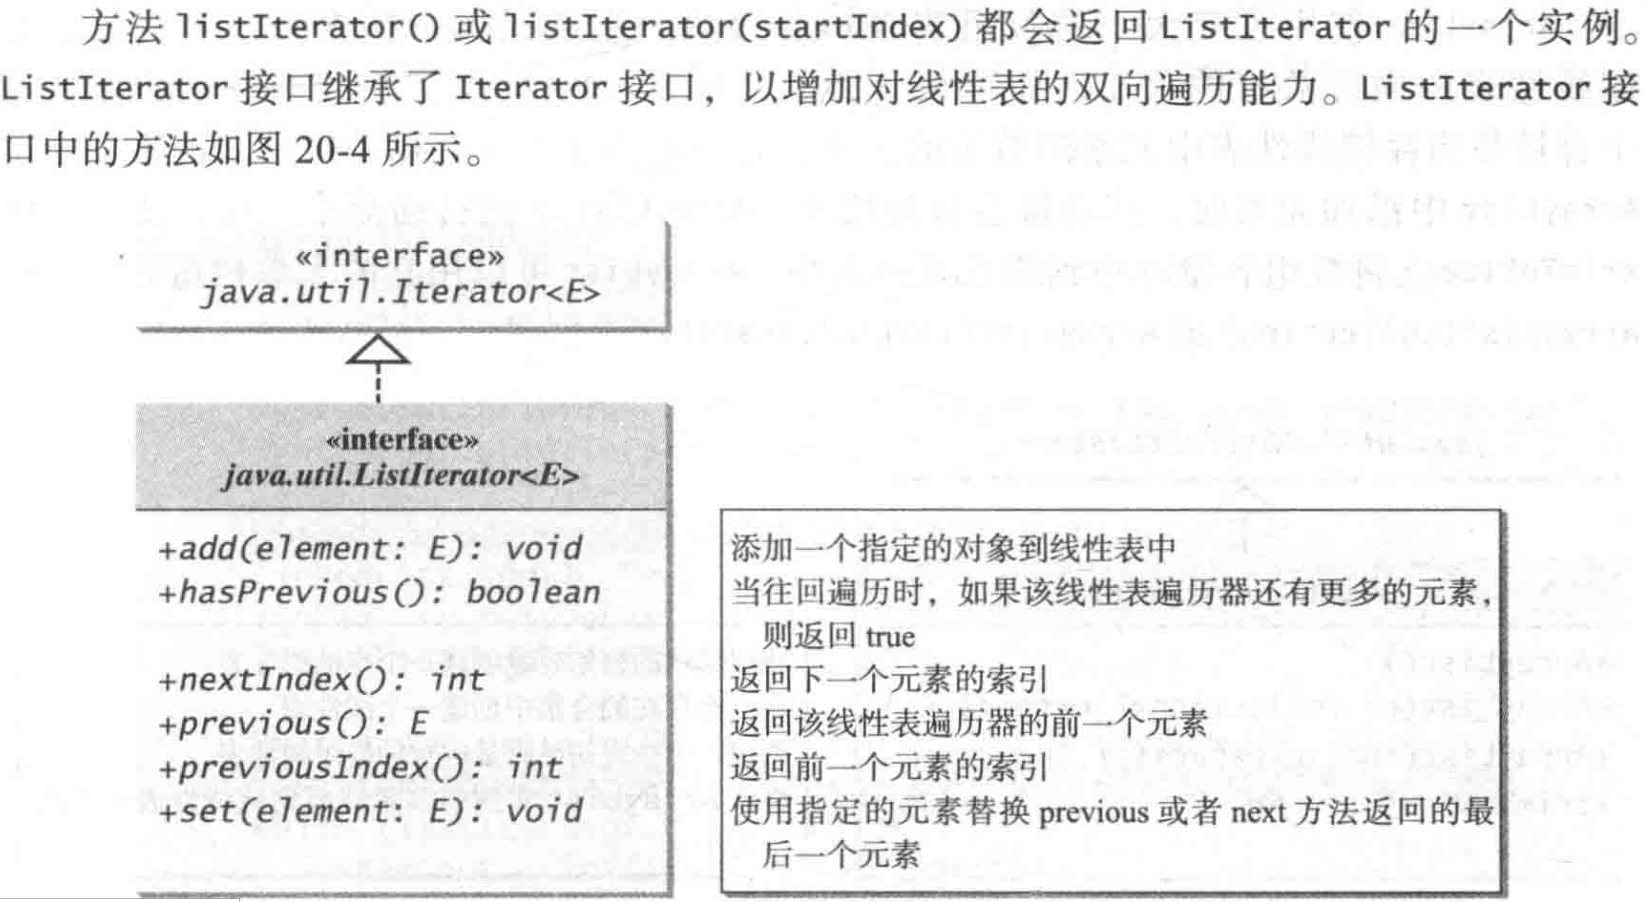 方法 listIterator() 或 listIterator(startIndex) 都会返回 ListIterator 的一个实例。
ListIterator 接口继承了 Iterator 接口，以增加对线性表的双向遍历能力。ListIterator 接
口中的方法如图 20-4 所示。
«interface»
java.util.Iterator<E>
«interface»
java.util.ListIterator<E>
+add(element: E): void
添加一个指定的对象到线性表中
+hasPrevious(): boolean
当往回遍历时，如果该线性表遍历器还有更多的元素，
则返回 true
+nextIndex(): int
返回下一个元素的索引
+previous(): E
返回该线性表遍历器的前一个元素
+previousIndex(): int
返回前一个元素的索引
+set(element: E): void
使用指定的元素替换 previous 或者 next 方法返回的最
后一个元素